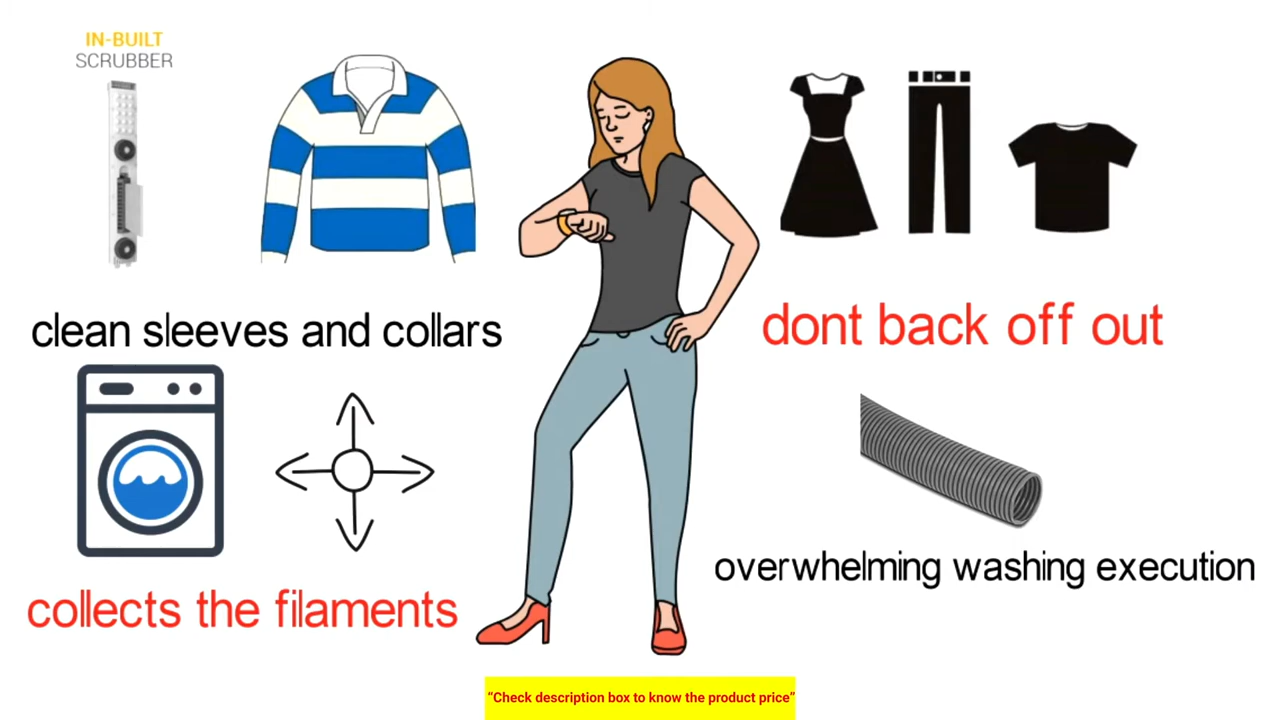 IN-BUILT
SCRUBBER
clean sleeves and collars
dont back off out
collects the filaments
overwhelming washing execution
“Check description box to know the product price”